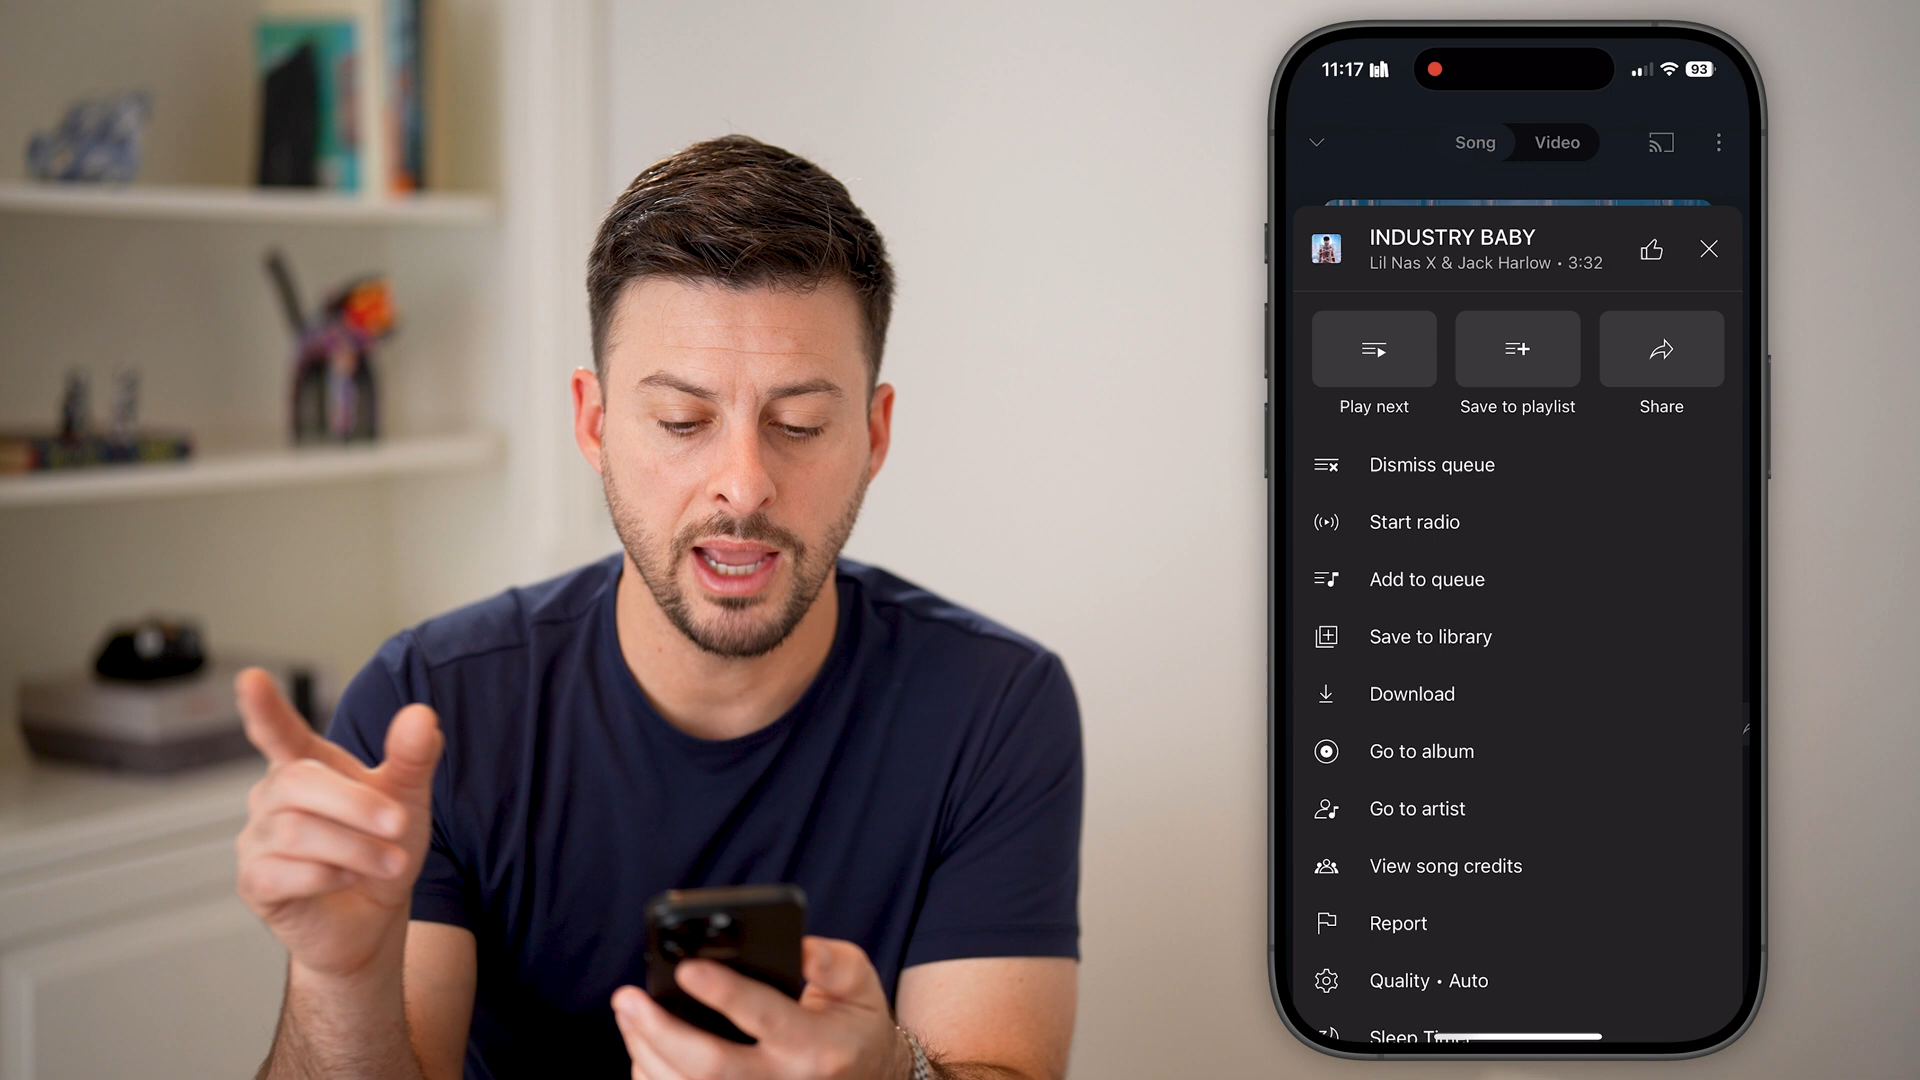 11:17
93
Song Video
INDUSTRY BABY
Lil Nas X & Jack Harlow • 3:32
Play next Save to playlist Share
Dismiss queue
Start radio
Add to queue
Save to library
Download
Go to album
Go to artist
View song credits
Report
Quality • Auto
Sleep Timer